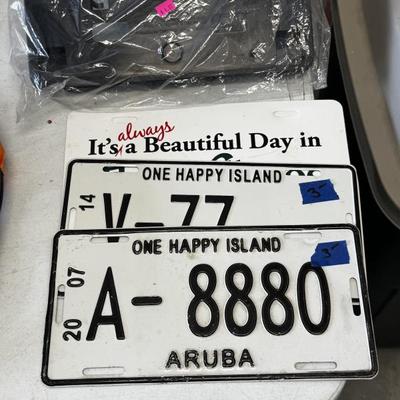 always
It's a Beautiful Day in
ONE HAPPY ISLAND
3-
14
V-77
ONE HAPPY ISLAND
3-
20 07
A-8880
ARUBA